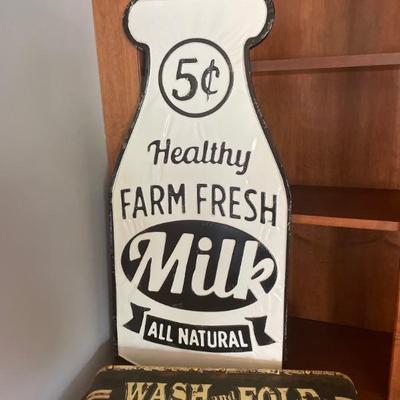 5¢
Healthy
FARM FRESH
Milk
ALL NATURAL
WASH and FOLD